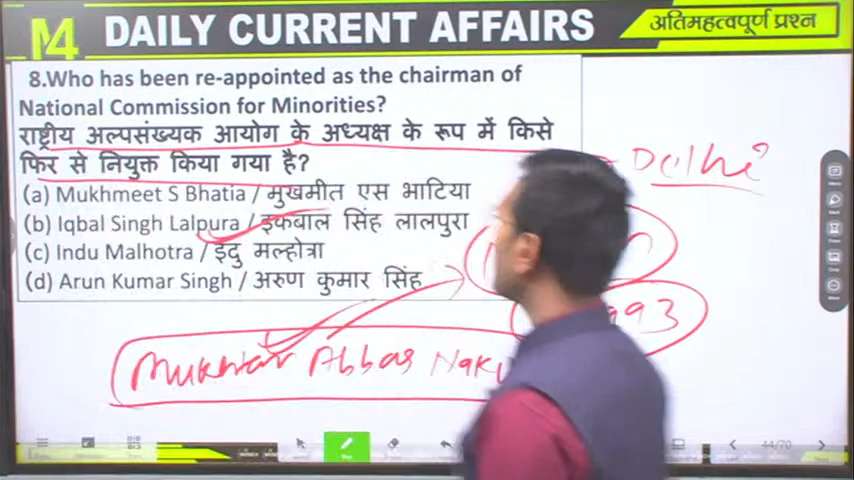 M4 DAILY CURRENT AFFAIRS
अतिमहत्वपूर्ण प्रश्न
8.Who has been re-appointed as the chairman of
National Commission for Minorities?
राष्ट्रीय अल्पसंख्यक आयोग के अध्यक्ष के रूप में किसे
फिर से नियुक्त किया गया है?
(a) Mukhmeet S Bhatia / मुखमीत एस भाटिया
(b) Iqbal Singh Lalpura / इकबाल सिंह लालपुरा
(c) Indu Malhotra / इंदु मल्होत्रा
(d) Arun Kumar Singh / अरुण कुमार सिंह
Delhi
Mukhtar Abbas
44/70